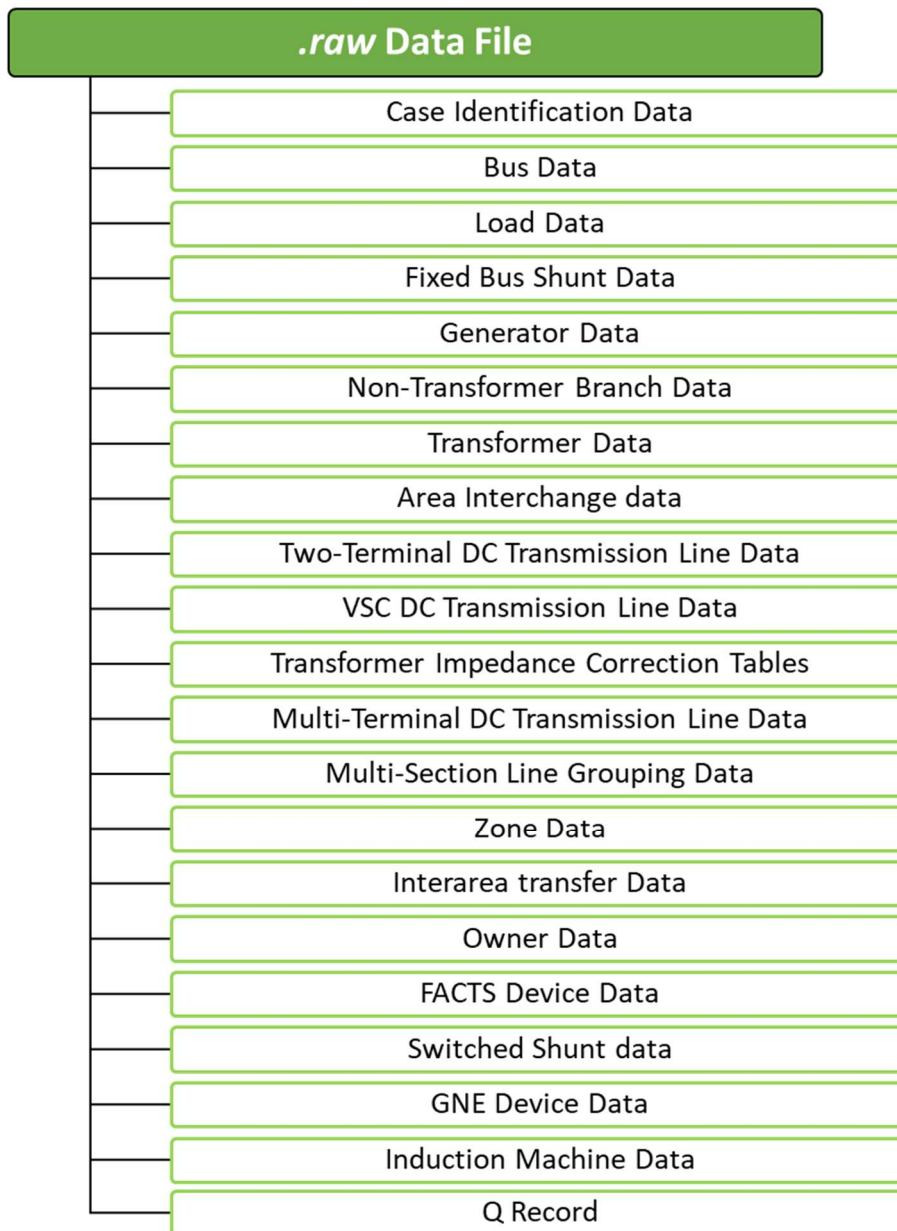 .raw Data File
Case Identification Data
Bus Data
Load Data
Fixed Bus Shunt Data
Generator Data
Non-Transformer Branch Data
Transformer Data
Area Interchange data
Two-Terminal DC Transmission Line Data
VSC DC Transmission Line Data
Transformer Impedance Correction Tables
Multi-Terminal DC Transmission Line Data
Multi-Section Line Grouping Data
Zone Data
Interarea transfer Data
Owner Data
FACTS Device Data
Switched Shunt data
GNE Device Data
Induction Machine Data
Q Record